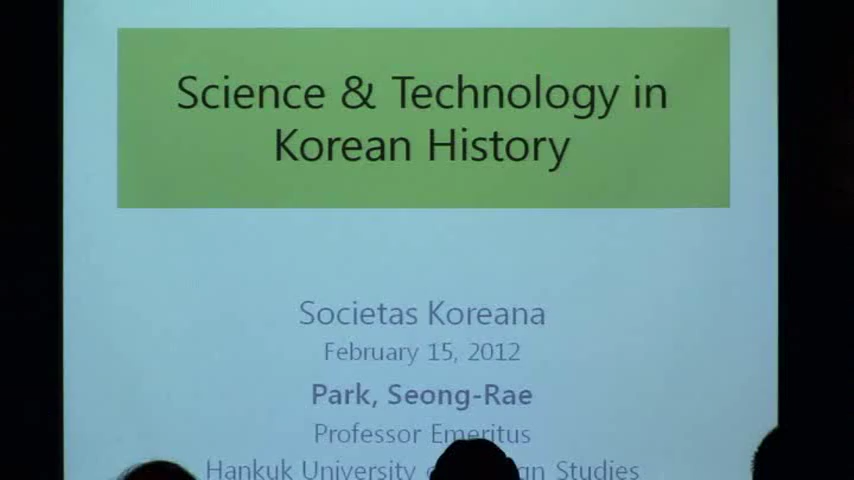 Science & Technology in
Korean History
Societas Koreana
February 15, 2012
Park, Seong-Rae
Professor Emeritus
Hankuk University Studies